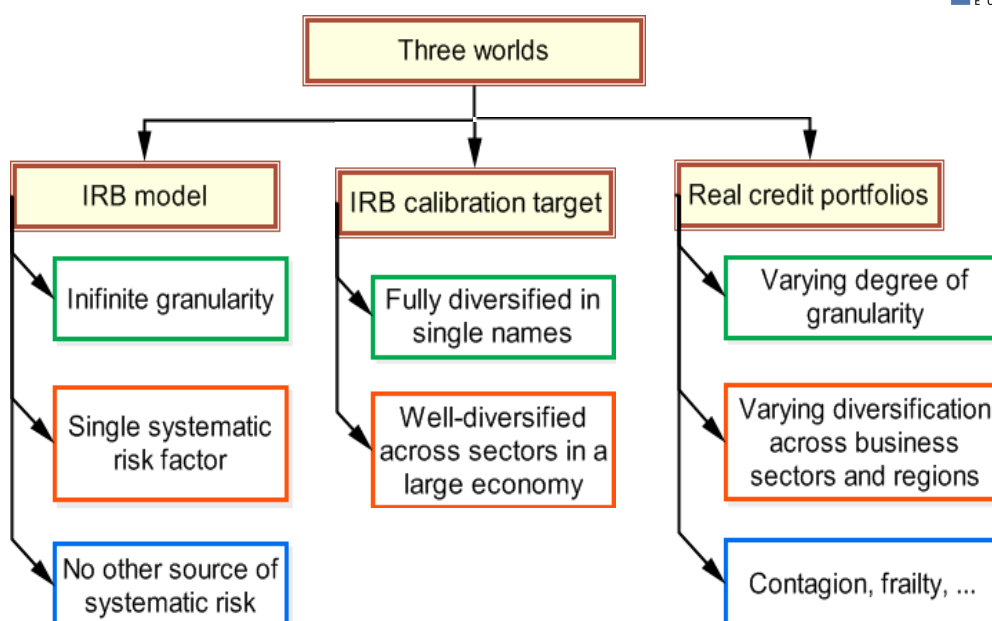 Three worlds
IRB model
IRB calibration target
Real credit portfolios
Inifinite granularity
Fully diversified in
single names
Varying degree of
granularity
Single systematic
risk factor
Well-diversified
across sectors in a
large economy
Varying diversification
across business
sectors and regions
No other source of
systematic risk
Contagion, frailty, ...